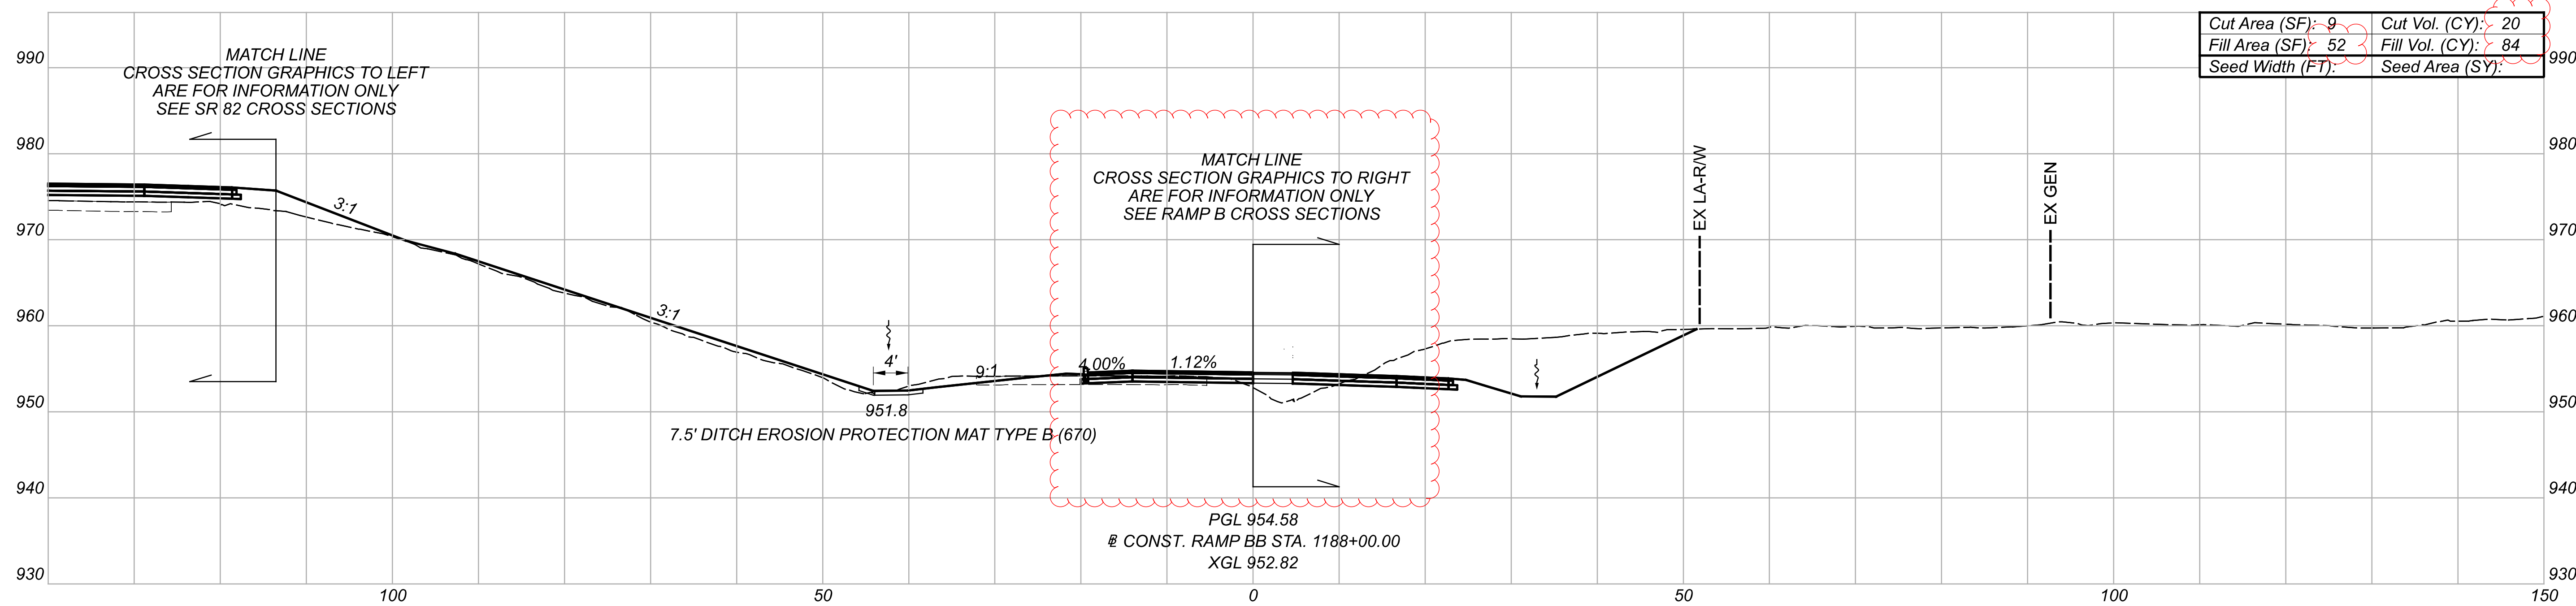 Cut Area (SF): 9 Cut Vol. (CY): 20
Fill Area (SF): 52 Fill Vol. (CY): 84
Seed Width (FT): Seed Area (SY):
MATCH LINE
CROSS SECTION GRAPHICS TO LEFT
ARE FOR INFORMATION ONLY
SEE SR 82 CROSS SECTIONS
990
990
980
980
MATCH LINE
CROSS SECTION GRAPHICS TO RIGHT
ARE FOR INFORMATION ONLY
SEE RAMP B CROSS SECTIONS
EX LA-R/W
EX GEN
3:1
970
970
3:1
960
960
4'
9:1
4.00%
1.12%
951.8
950
950
7.5' DITCH EROSION PROTECTION MAT TYPE B (670)
940
940
PGL 954.58
CONST. RAMP BB STA. 1188+00.00
XGL 952.82
930
930
100 50 0 50 100 150